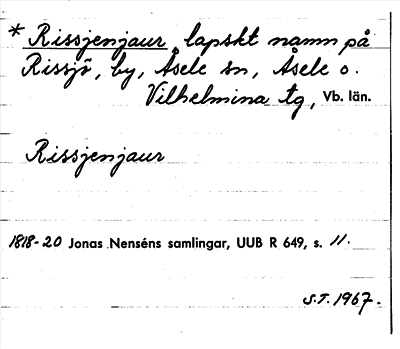 * Rissjenjaur, lapskt namn på
Rissjö, by, Åsele sn, Åsele o.
Vilhelmina tg, Vb. län.
Rissjenjaur
1818-20 Jonas Nenséns samlingar, UUB R 649, s. 11.
S.T. 1967.